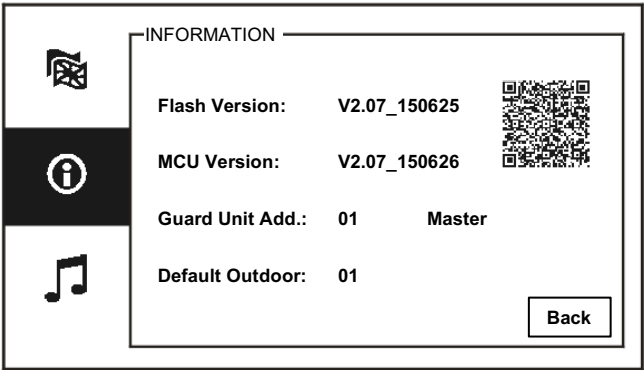 INFORMATION
Flash Version: V2.07_150625
MCU Version: V2.07_150626
Guard Unit Add.: 01 Master
Default Outdoor: 01
Back